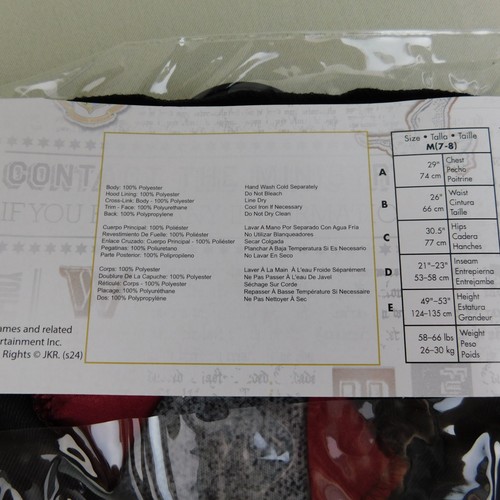 CONTA
IF YOU
W
Body: 100% Polyester
Hood Lining: 100% Polyester
Cross-Link, Body - 100% Polyester
Trim - Face: 100% Polyurethane
Back: 100% Polypropylene
Hand Wash Cold Separately
Do Not Bleach
Line Dry
Cool Iron If Necessary
Do Not Dry Clean
Cuerpo Principal: 100% Poliéster
Revestimiento De Fuelle: 100% Poliéster
Enlace Cruzado: Cuerpo Principal - 100% Poliéster
Pegatinas: 100% Poliuretano
Parte Posterior: 100% Polipropileno
Lavar A Mano Por Separado Con Agua Fría
No Utilizar Blanqueadores
Secar Colgada
Planchar A Baja Temperatura Si Es Necesario
No Lavar En Seco
Corps: 100% Polyester
Doublure De La Capuche: 100% Polyester
Réticulé: Corps - 100% Polyester
Placage: 100% Polyuréthane
Dos: 100% Polypropylène
Laver À La Main À L'eau Froide Séparément
Ne Pas Passer À L'eau De Javel
Séchage Sur Corde
Repasser À Basse Température Si Necessaire
Ne Pas Nettoyer À Sec
Size • Talla • Taille
M(7-8)
A 29" 74 cm Chest Pecho Poitrine
B 26" 66 cm Waist Cintura Taille
C 30.5" 77 cm Hips Cadera Hanches
D 21"-23" 53-58 cm Inseam Entrepierna Entrejambe
E 49"-53" 124-135 cm Height Estatura Grandeur
58-66 lbs 26-30 kg Weight Peso Poids
ames and related
ertainment Inc.
Rights © JKR. (s24)